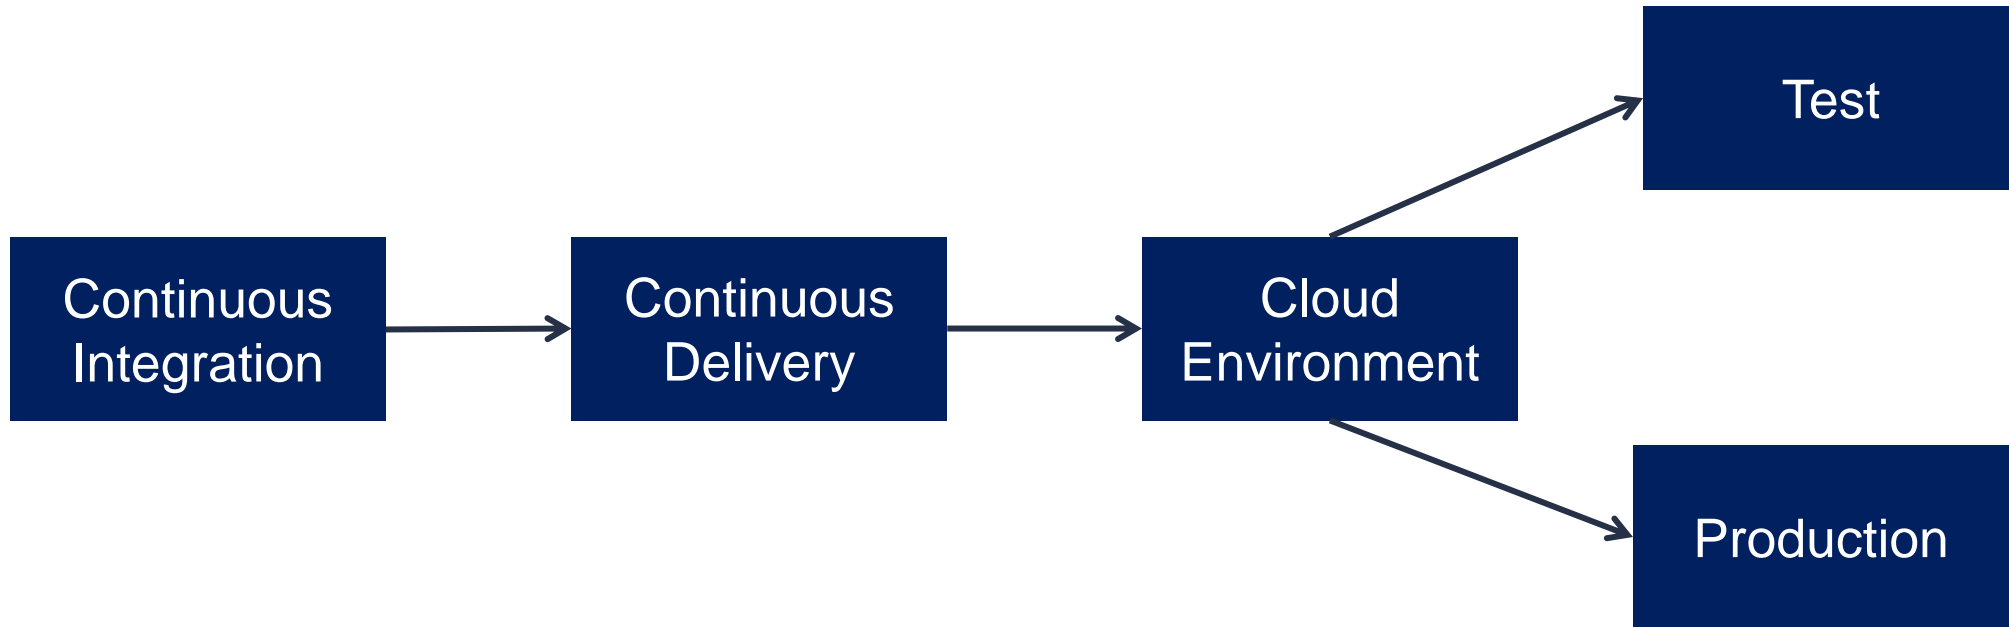 Continuous
Integration
Continuous
Delivery
Cloud
Environment
Test
Production